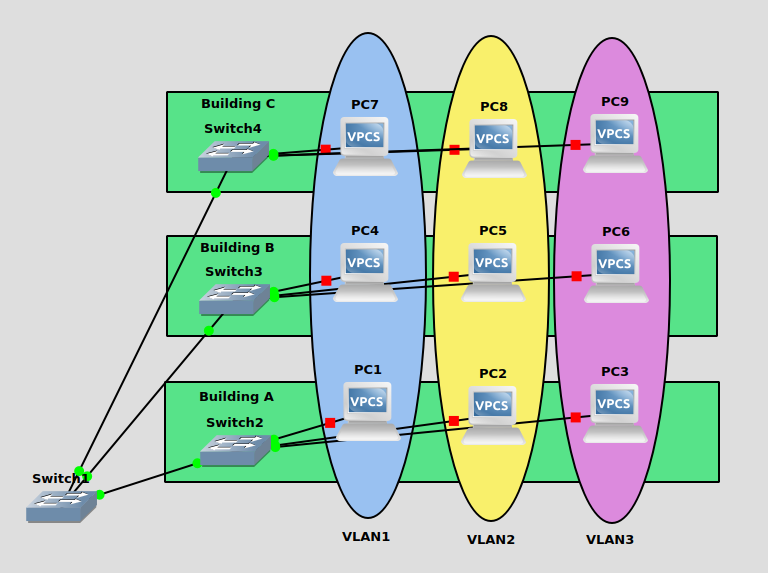 Building C
Switch4
PC7
VPCS
PC8
VPCS
PC9
VPCS
Building B
Switch3
PC4
VPCS
PC5
VPCS
PC6
VPCS
Building A
Switch2
PC1
VPCS
PC2
VPCS
PC3
VPCS
Switch1
VLAN1
VLAN2
VLAN3